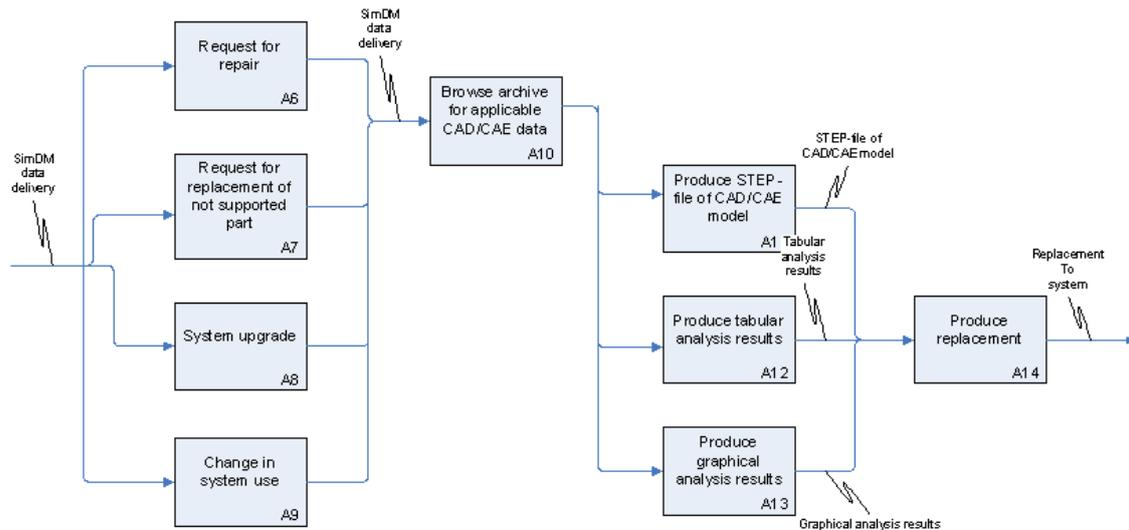 SimDM
data
delivery
Request for
repair
A6
SimDM
data
delivery
Request for
replacement of
not supported
part
A7
System upgrade
A8
Change in
system use
A9
Browse archive
for applicable
CAD/CAE data
A10
Produce STEP-
file of CAD/CAE
model
A1
STEP-file of
CAD/CAE model
Tabular
analysis
results
Produce tabular
analysis results
A12
Produce
graphical
analysis results
A13
Graphical analysis results
Produce
replacement
A14
Replacement
To
system